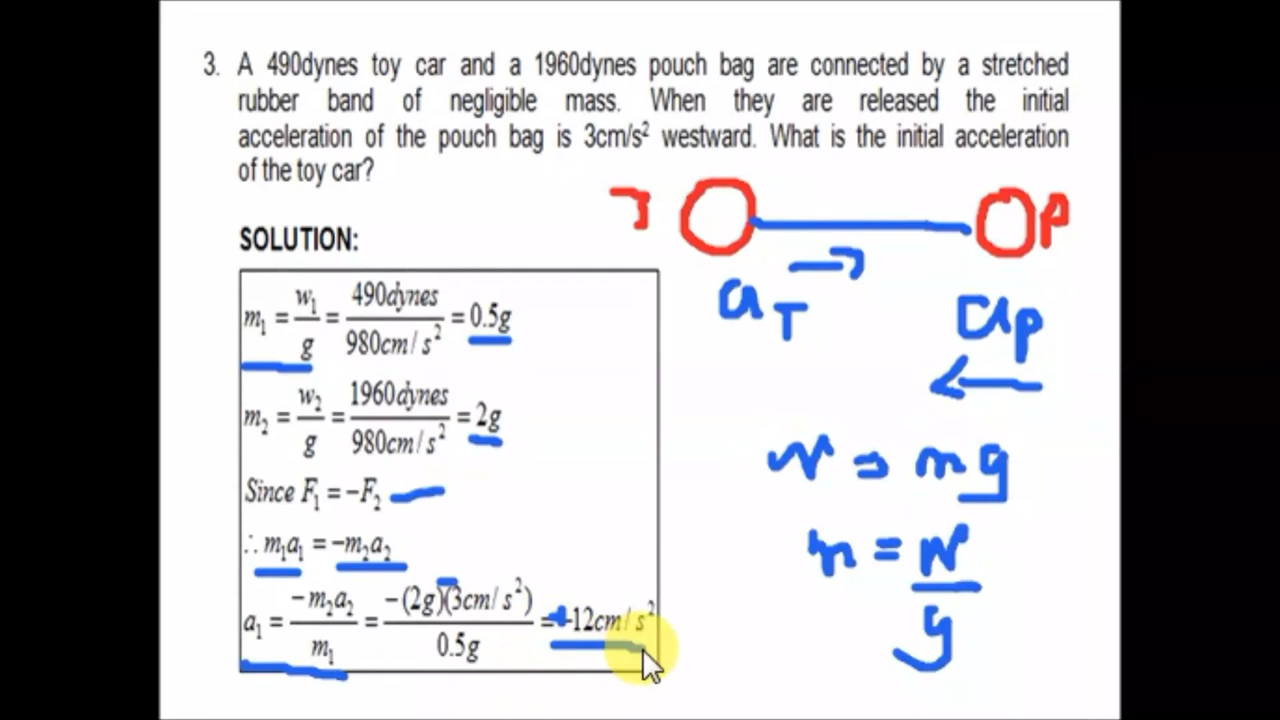 3. A 490dynes toy car and a 1960dynes pouch bag are connected by a stretched
rubber band of negligible mass. When they are released the initial
acceleration of the pouch bag is 3cm/s² westward. What is the initial acceleration
of the toy car?
T P
SOLUTION:
a_T a_P
m₁ = w₁/g = 490dynes/980cm/s² = 0.5g
m₂ = w₂/g = 1960dynes/980cm/s² = 2g
W = mg
Since F₁ = −F₂
m = W/g
∴ m₁a₁ = −m₂a₂
a₁ = −m₂a₂/m₁ = −(2g)(3cm/s²)/0.5g = +12cm/s²